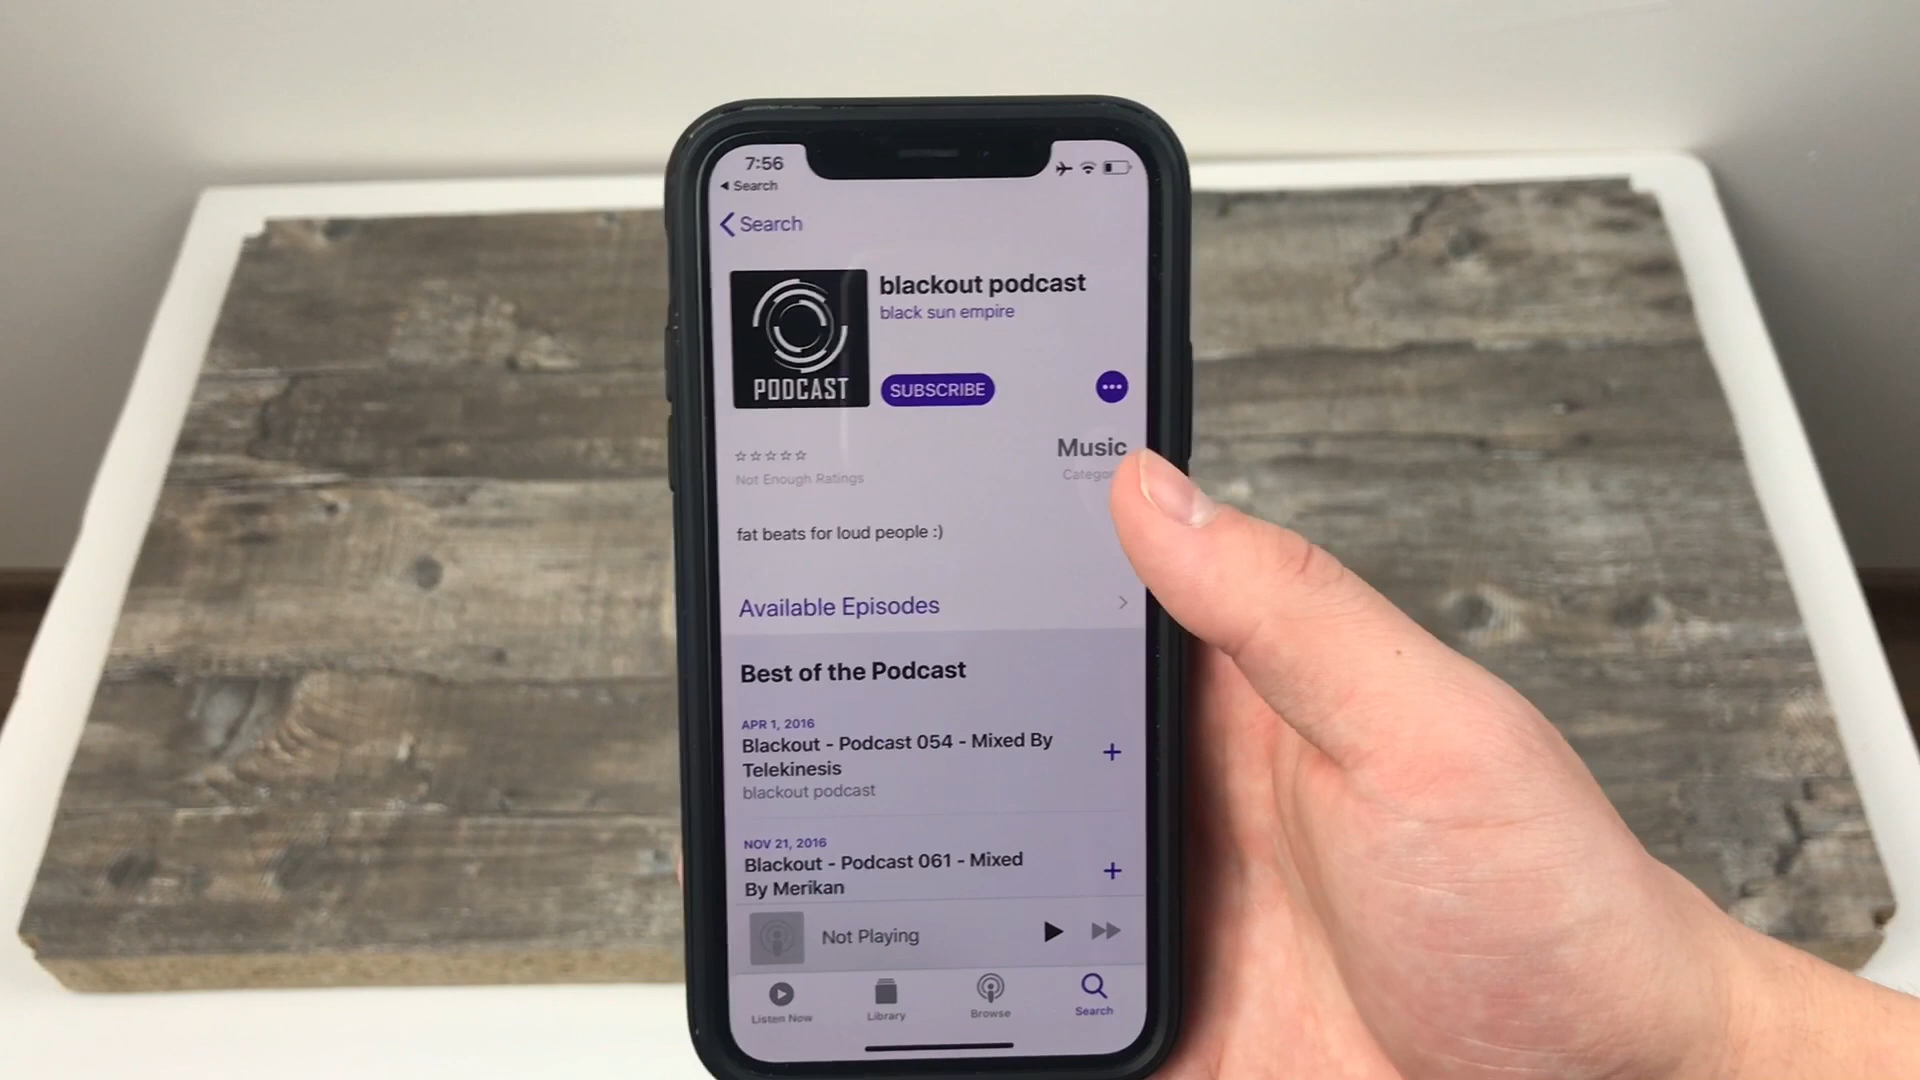 7:56
Search
Search
blackout podcast
black sun empire
PODCAST
SUBSCRIBE
Music
Not Enough Ratings
fat beats for loud people :)
Available Episodes
Best of the Podcast
APR 1, 2016
Blackout - Podcast 054 - Mixed By
Telekinesis
blackout podcast
NOV 21, 2016
Blackout - Podcast 061 - Mixed
By Merikan
Not Playing
Listen Now
Library
Browse
Search